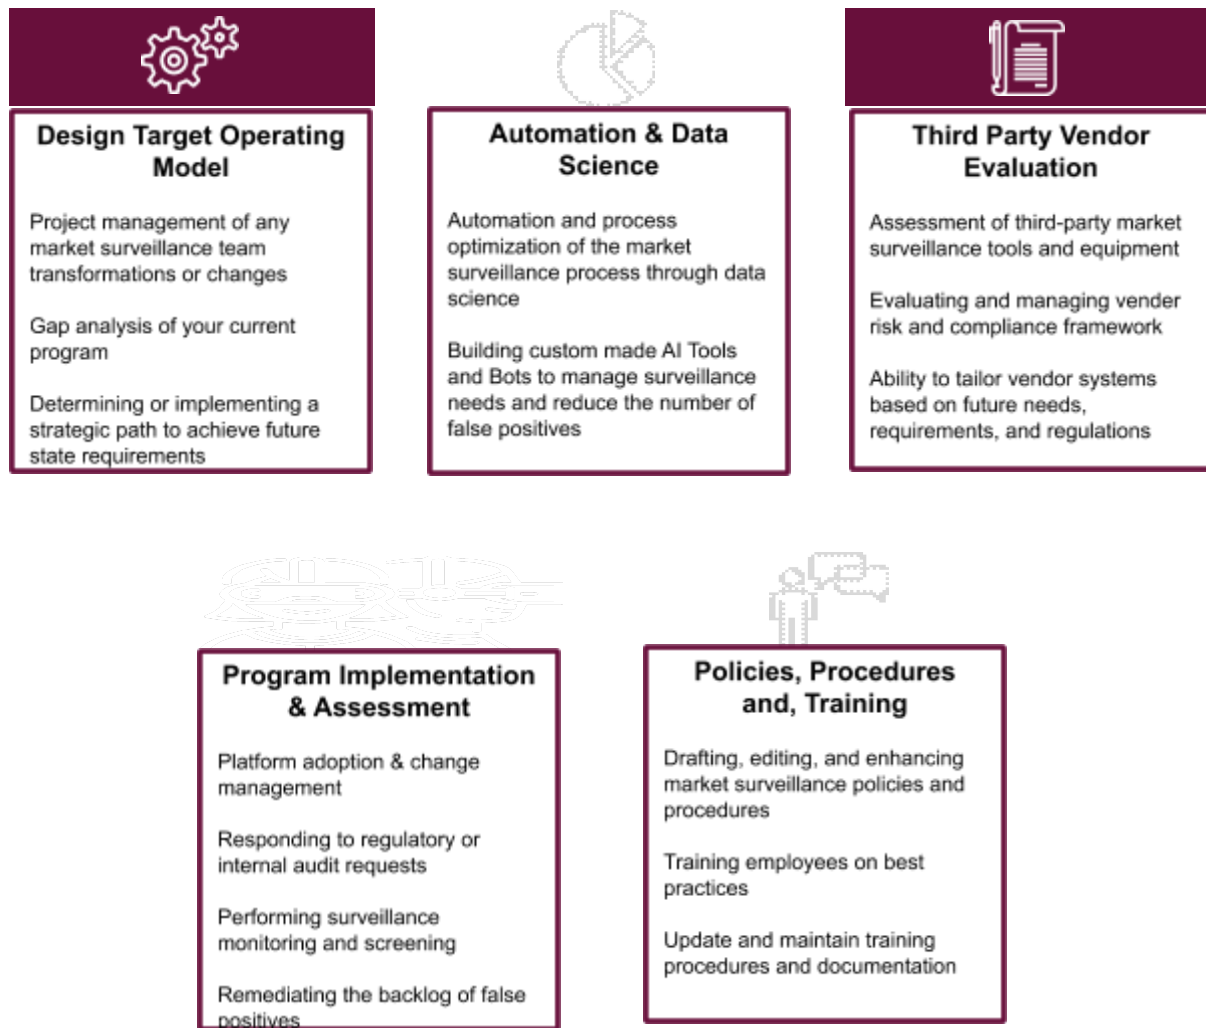 Design Target Operating
Model
Project management of any
market surveillance team
transformations or changes
Gap analysis of your current
program
Determining or implementing a
strategic path to achieve future
state requirements
Automation & Data
Science
Automation and process
optimization of the market
surveillance process through data
science
Building custom made AI Tools
and Bots to manage surveillance
needs and reduce the number of
false positives
Third Party Vendor
Evaluation
Assessment of third-party market
surveillance tools and equipment
Evaluating and managing vender
risk and compliance framework
Ability to tailor vendor systems
based on future needs,
requirements, and regulations
Program Implementation
& Assessment
Platform adoption & change
management
Responding to regulatory or
internal audit requests
Performing surveillance
monitoring and screening
Remediating the backlog of false
positives
Policies, Procedures
and, Training
Drafting, editing, and enhancing
market surveillance policies and
procedures
Training employees on best
practices
Update and maintain training
procedures and documentation